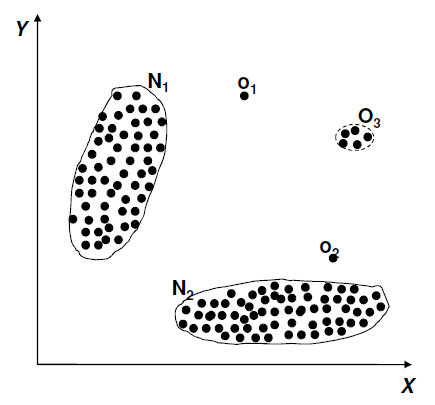 Y
N₁
o₁
O₃
o₂
N₂
X